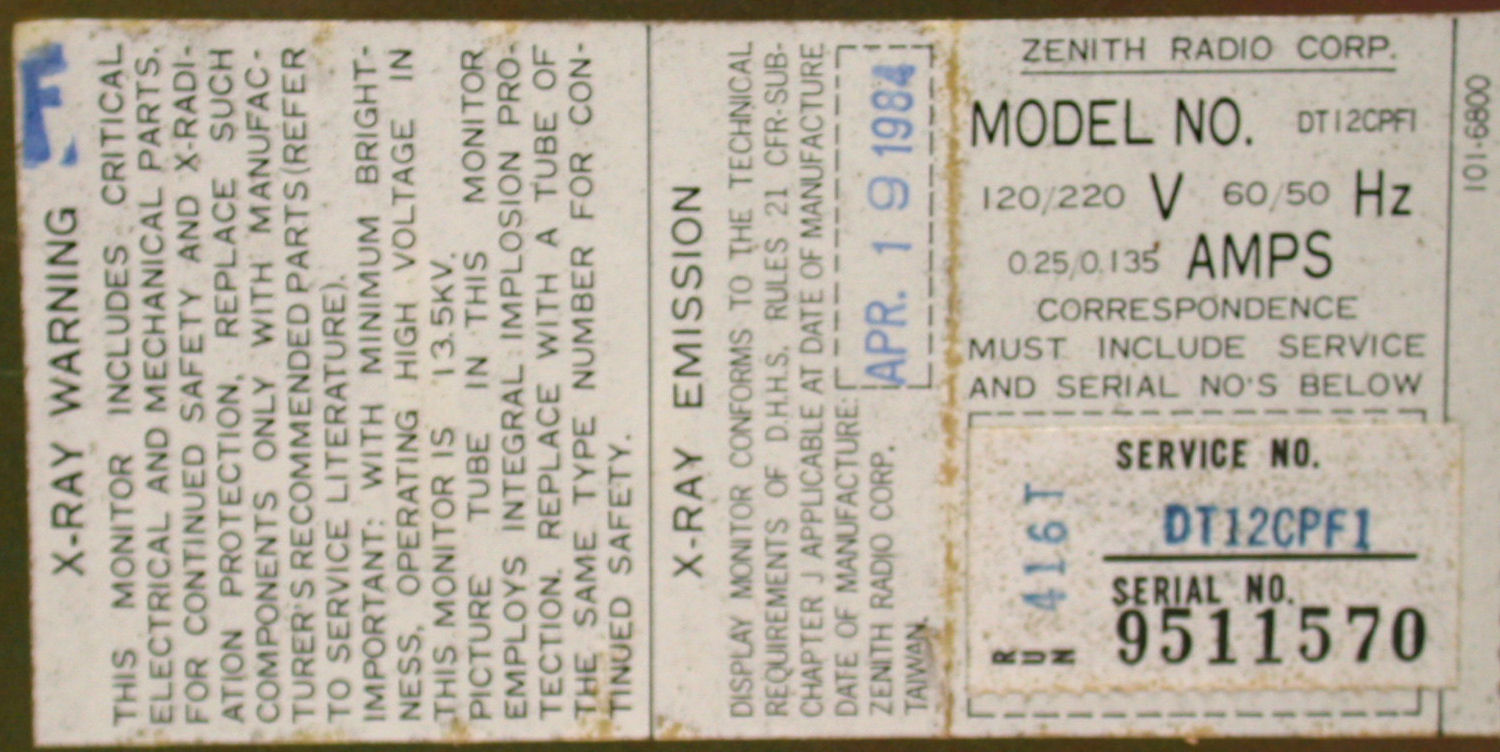 X-RAY WARNING
THIS MONITOR INCLUDES CRITICAL
ELECTRICAL AND MECHANICAL PARTS.
FOR CONTINUED SAFETY AND X-RADI-
ATION PROTECTION, REPLACE SUCH
COMPONENTS ONLY WITH MANUFAC-
TURER'S RECOMMENDED PARTS (REFER
TO SERVICE LITERATURE).
IMPORTANT: WITH MINIMUM BRIGHT-
NESS, OPERATING HIGH VOLTAGE IN
THIS MONITOR IS 13.5KV.
PICTURE TUBE IN THIS MONITOR
EMPLOYS INTEGRAL IMPLOSION PRO-
TECTION. REPLACE WITH A TUBE OF
THE SAME TYPE NUMBER FOR CON-
TINUED SAFETY.
X-RAY EMISSION
DISPLAY MONITOR CONFORMS TO THE TECHNICAL
REQUIREMENTS OF D.H.H.S. RULES 21 CFR-SUB-
CHAPTER J APPLICABLE AT DATE OF MANUFACTURE
DATE OF MANUFACTURE:
APR. 19 1984
ZENITH RADIO CORP.
TAIWAN
ZENITH RADIO CORP.
MODEL NO. DT12CPF1
120/220 V 60/50 Hz
0.25/0.135 AMPS
CORRESPONDENCE
MUST INCLUDE SERVICE
AND SERIAL NO'S BELOW
SERVICE NO.
DT12CPF1
SERIAL NO.
9511570
RUN
416T
101-6800